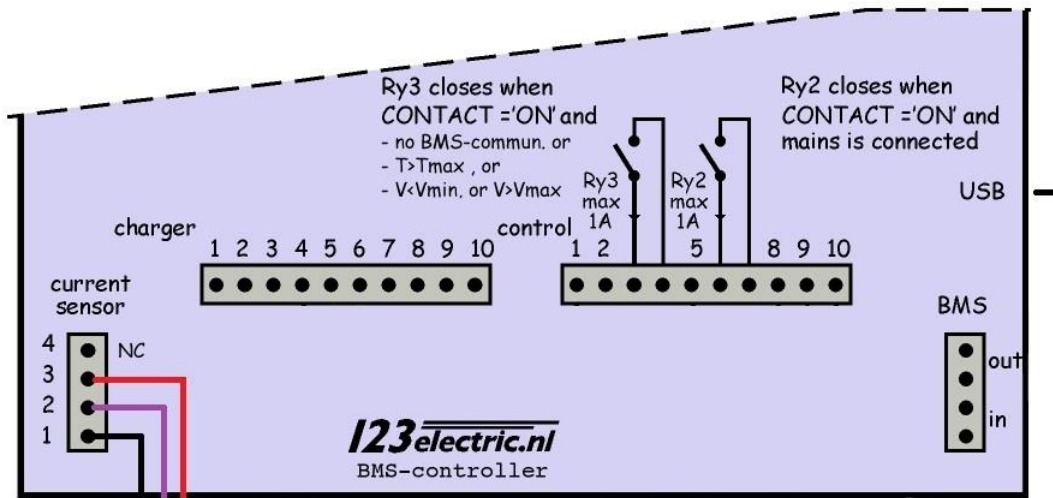 Ry3 closes when
CONTACT ='ON' and
- no BMS-commun. or
- T>Tmax , or
- V<Vmin. or V>Vmax
Ry2 closes when
CONTACT ='ON' and
mains is connected
Ry3
max
1A
Ry2
max
1A
USB
charger
1 2 3 4 5 6 7 8 9 10
control
1 2 5 8 9 10
current
sensor
4 NC
3
2
1
BMS
out
in
123electric.nl
BMS-controller